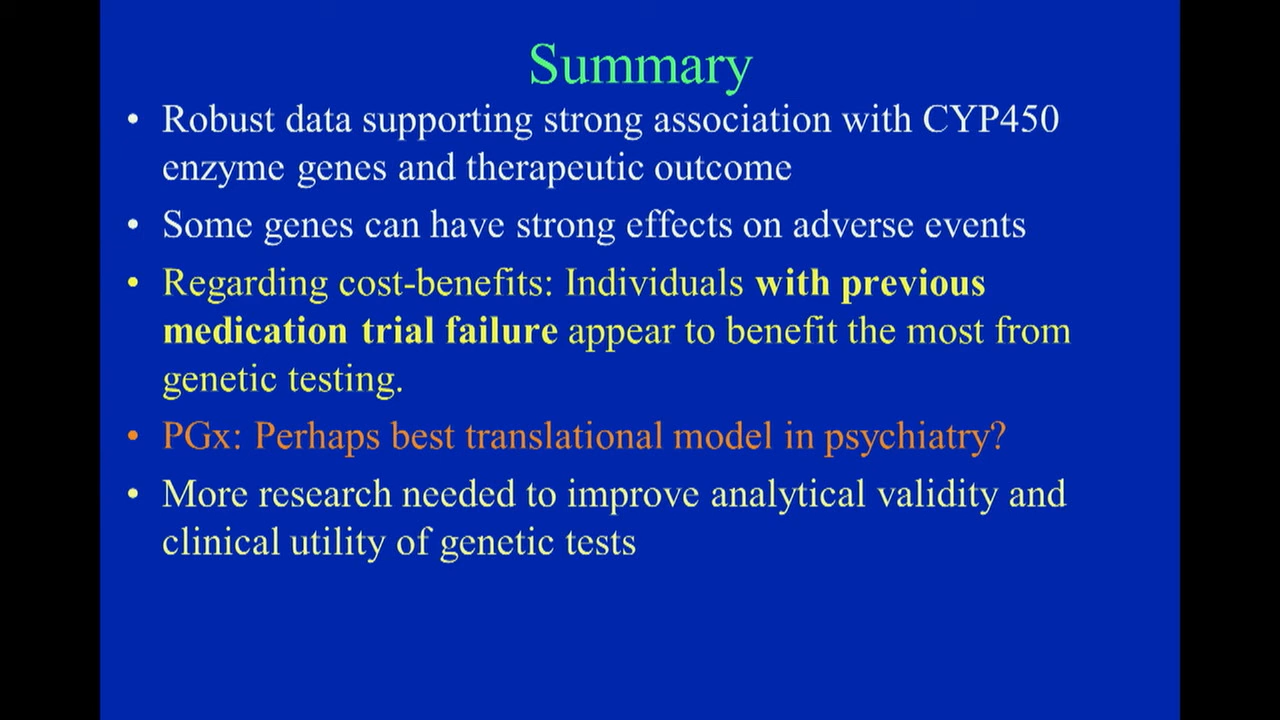 Summary
• Robust data supporting strong association with CYP450
enzyme genes and therapeutic outcome
• Some genes can have strong effects on adverse events
• Regarding cost-benefits: Individuals with previous
medication trial failure appear to benefit the most from
genetic testing.
• PGx: Perhaps best translational model in psychiatry?
• More research needed to improve analytical validity and
clinical utility of genetic tests